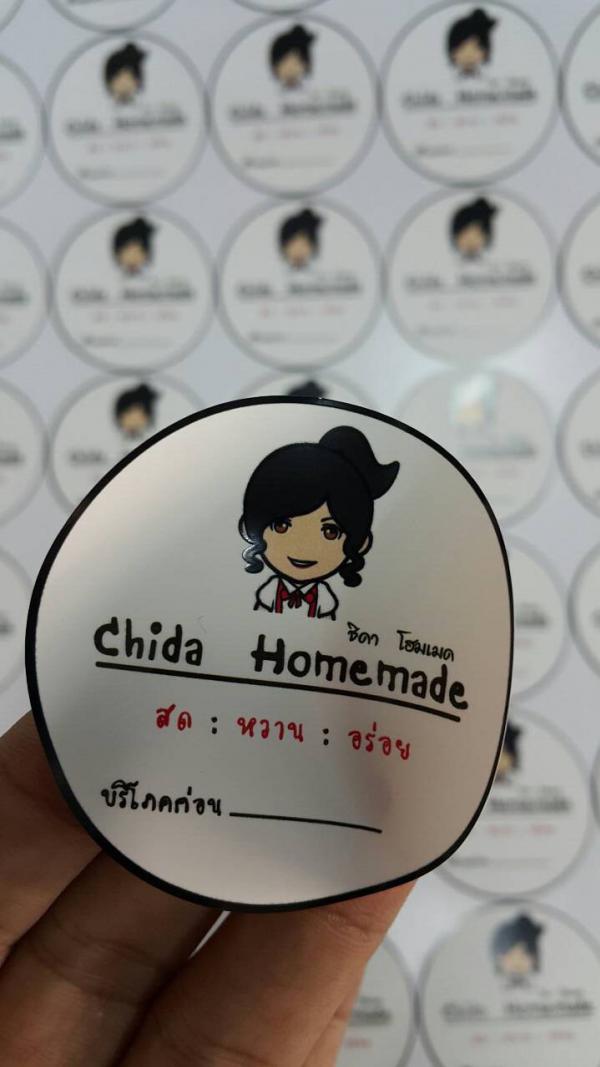 ชิดา โฮมเมด
Chida Homemade
สด : หวาน : อร่อย
บริโภคก่อน